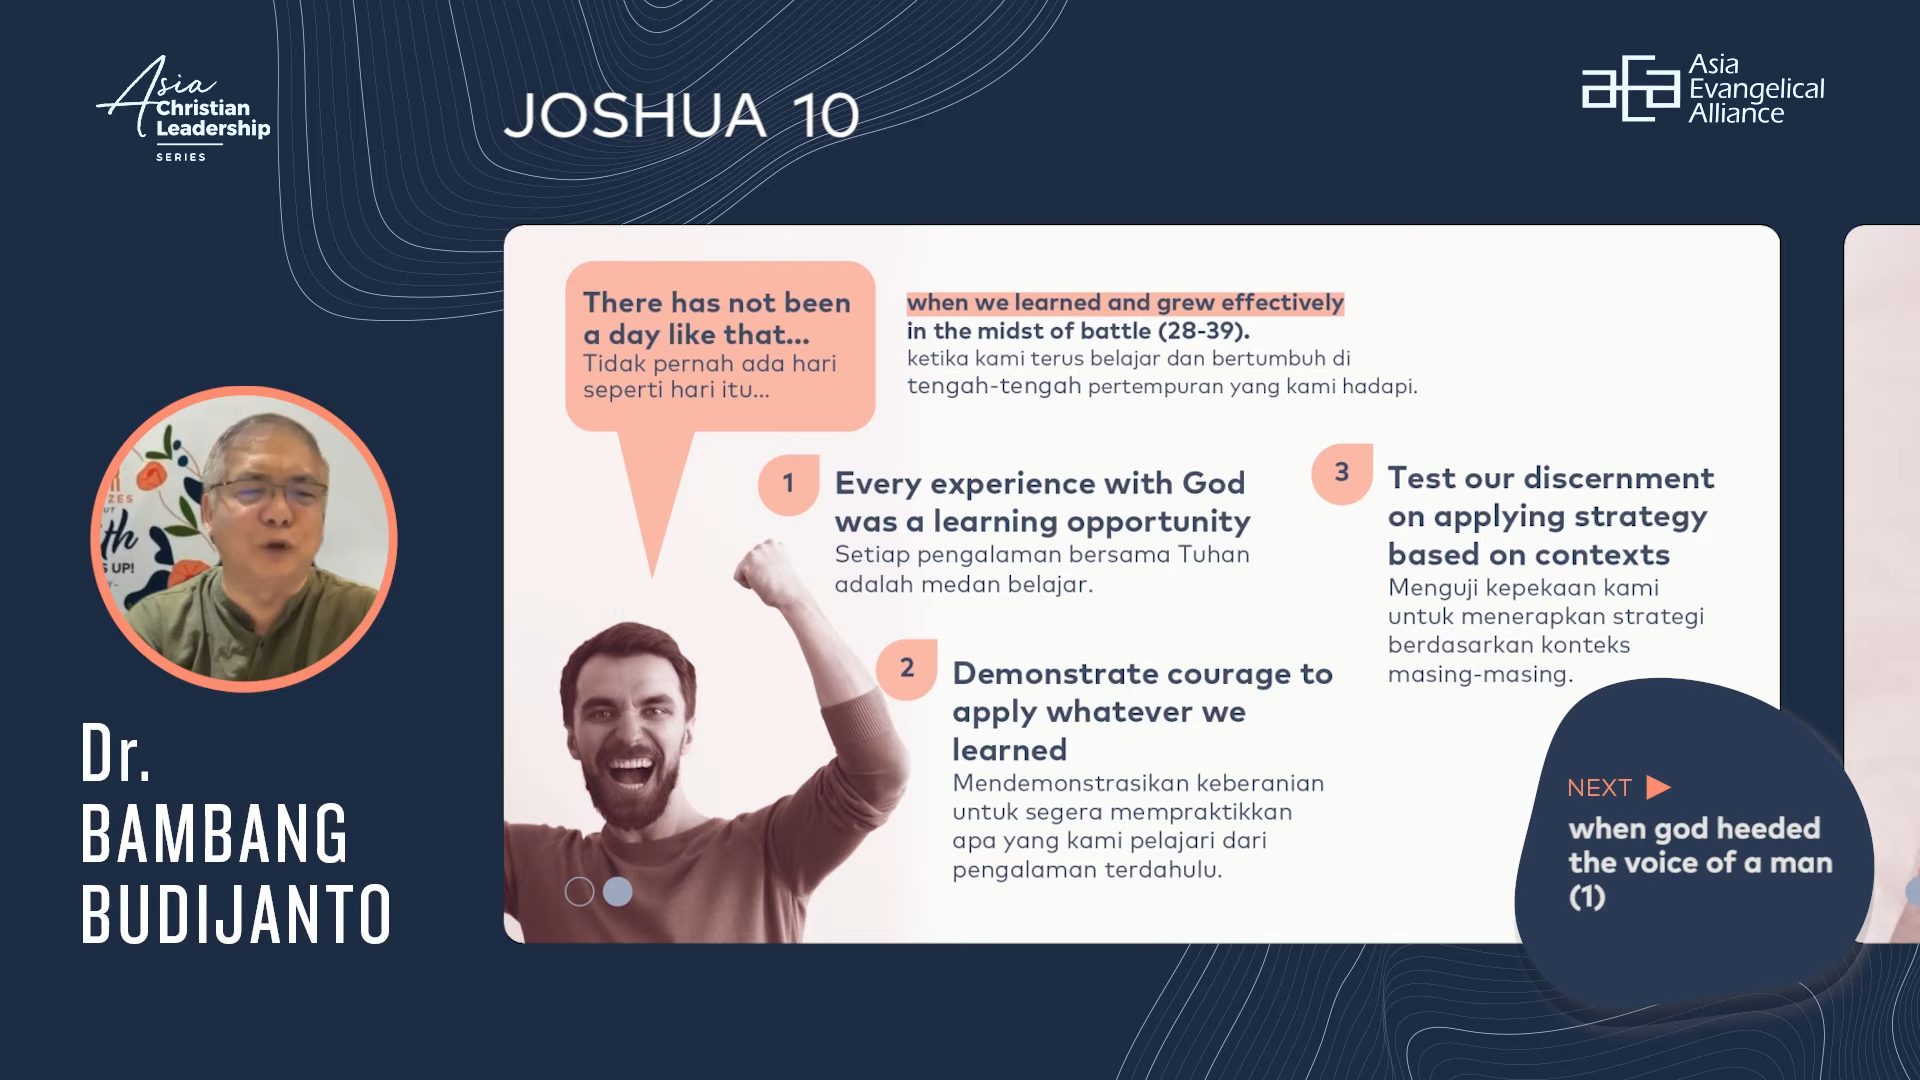 Asia
Christian
Leadership
SERIES
JOSHUA 10
aEa
Asia
Evangelical
Alliance
There has not been
a day like that...
Tidak pernah ada hari
seperti hari itu...
when we learned and grew effectively
in the midst of battle (28-39).
ketika kami terus belajar dan bertumbuh di
tengah-tengah pertempuran yang kami hadapi.
1
Every experience with God
was a learning opportunity
Setiap pengalaman bersama Tuhan
adalah medan belajar.
2
Demonstrate courage to
apply whatever we
learned
Mendemonstrasikan keberanian
untuk segera mempraktikkan
apa yang kami pelajari dari
pengalaman terdahulu.
3
Test our discernment
on applying strategy
based on contexts
Menguji kepekaan kami
untuk menerapkan strategi
berdasarkan konteks
masing-masing.
UP!
Dr.
BAMBANG
BUDIJANTO
NEXT
when god heeded
the voice of a man
(1)